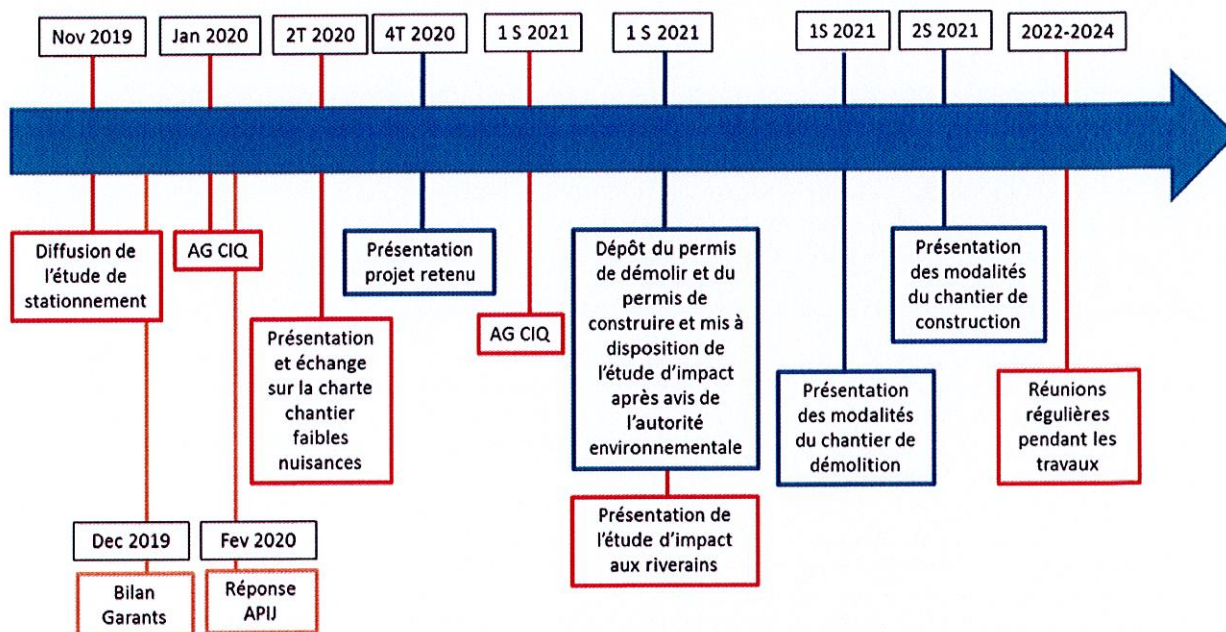 Nov 2019
Jan 2020
2T 2020
4T 2020
1 S 2021
1 S 2021
1S 2021
2S 2021
2022-2024
Diffusion de
l'étude de
stationnement
AG CIQ
Présentation
et échange
sur la charte
chantier
faibles
nuisances
Présentation
projet retenu
AG CIQ
Dépôt du permis
de démolir et du
permis de
construire et mis à
disposition de
l'étude d'impact
après avis de
l'autorité
environnementale
Présentation de
l'étude d'impact
aux riverains
Présentation
des modalités
du chantier de
démolition
Présentation
des modalités
du chantier de
construction
Réunions
régulières
pendant les
travaux
Dec 2019
Bilan
Garants
Fev 2020
Réponse
APIJ